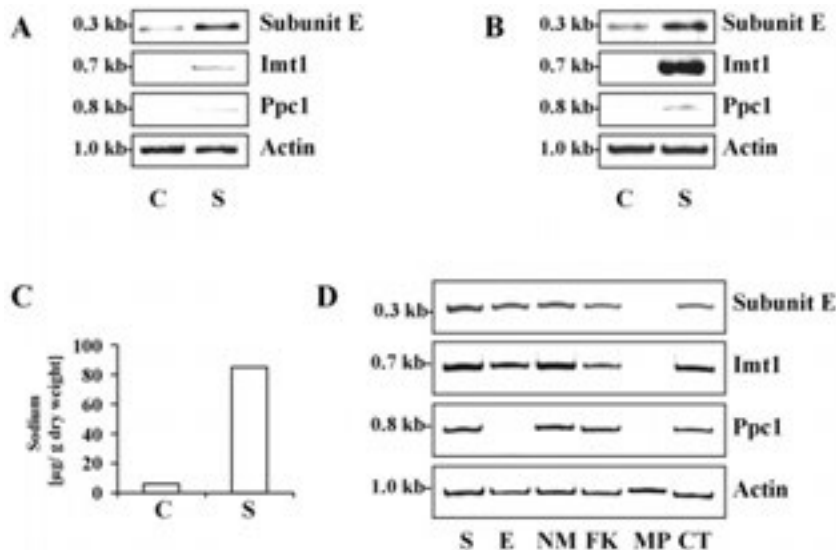 A
0.3 kb
Subunit E
0.7 kb
Imt1
0.8 kb
Ppc1
1.0 kb
Actin
C S
B
0.3 kb
Subunit E
0.7 kb
Imt1
0.8 kb
Ppc1
1.0 kb
Actin
C S
C
Sodium
[µg/ g dry weight]
100
80
60
40
20
0
C S
D
0.3 kb
Subunit E
0.7 kb
Imt1
0.8 kb
Ppc1
1.0 kb
Actin
S E NM FK MP CT